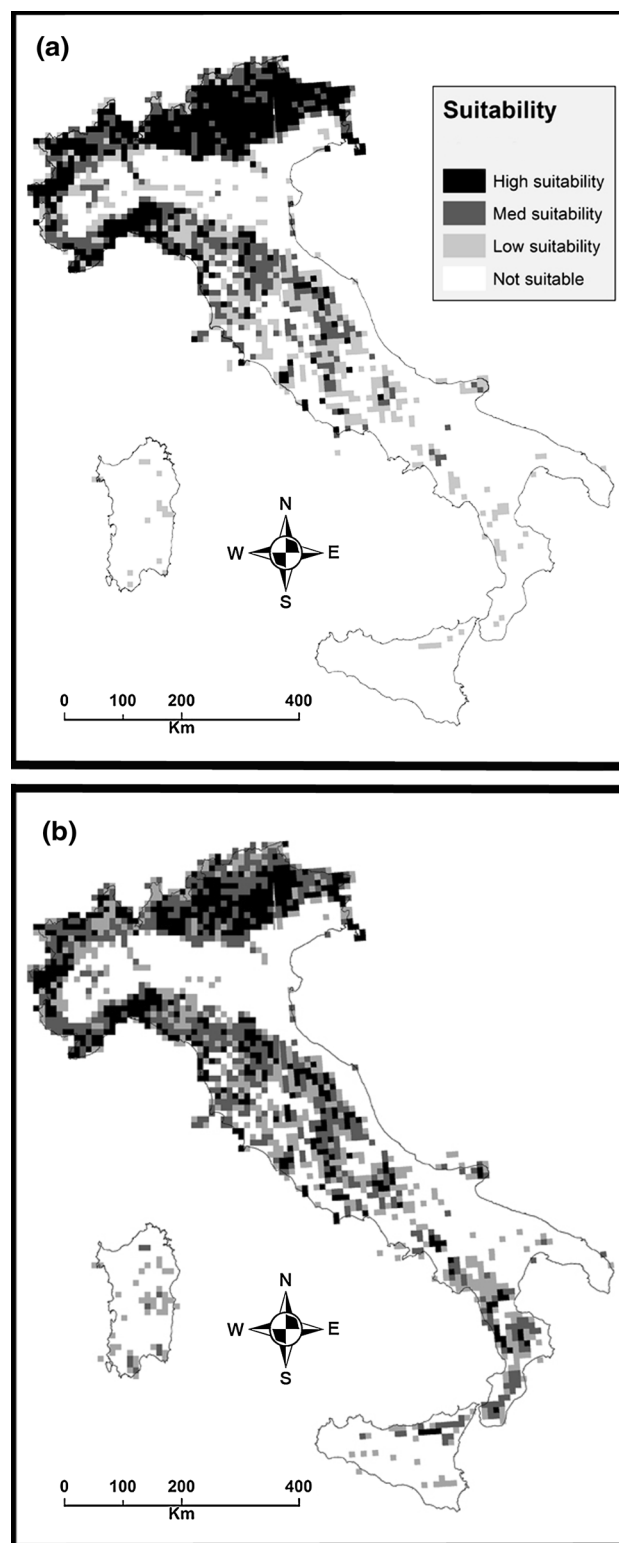 (a)
Suitability
High suitability
Med suitability
Low suitability
Not suitable
N
W E
S
0 100 200 400
Km
(b)
N
W E
S
0 100 200 400
Km